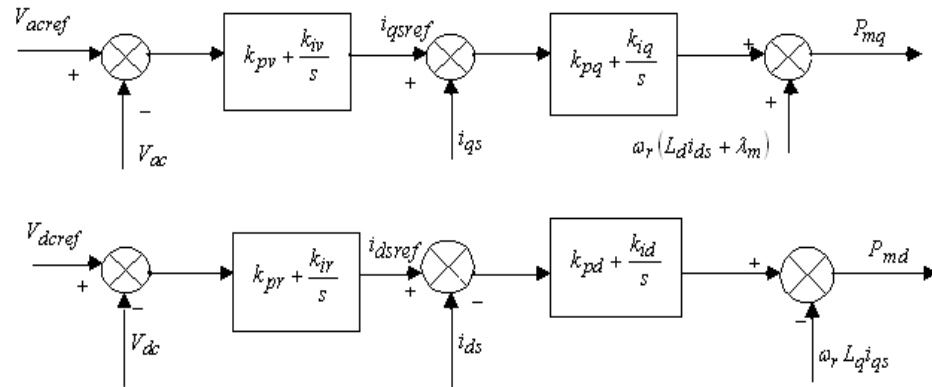 V_acref
+
−
V_ac
k_pv + k_iv/s
i_qsref
+
i_qs
k_pq + k_iq/s
+
+
ω_r(L_d i_ds + λ_m)
P_mq
V_dcref
+
−
V_dc
k_pr + k_ir/s
i_dsref
+
−
i_ds
k_pd + k_id/s
+
−
ω_r L_q i_qs
P_md